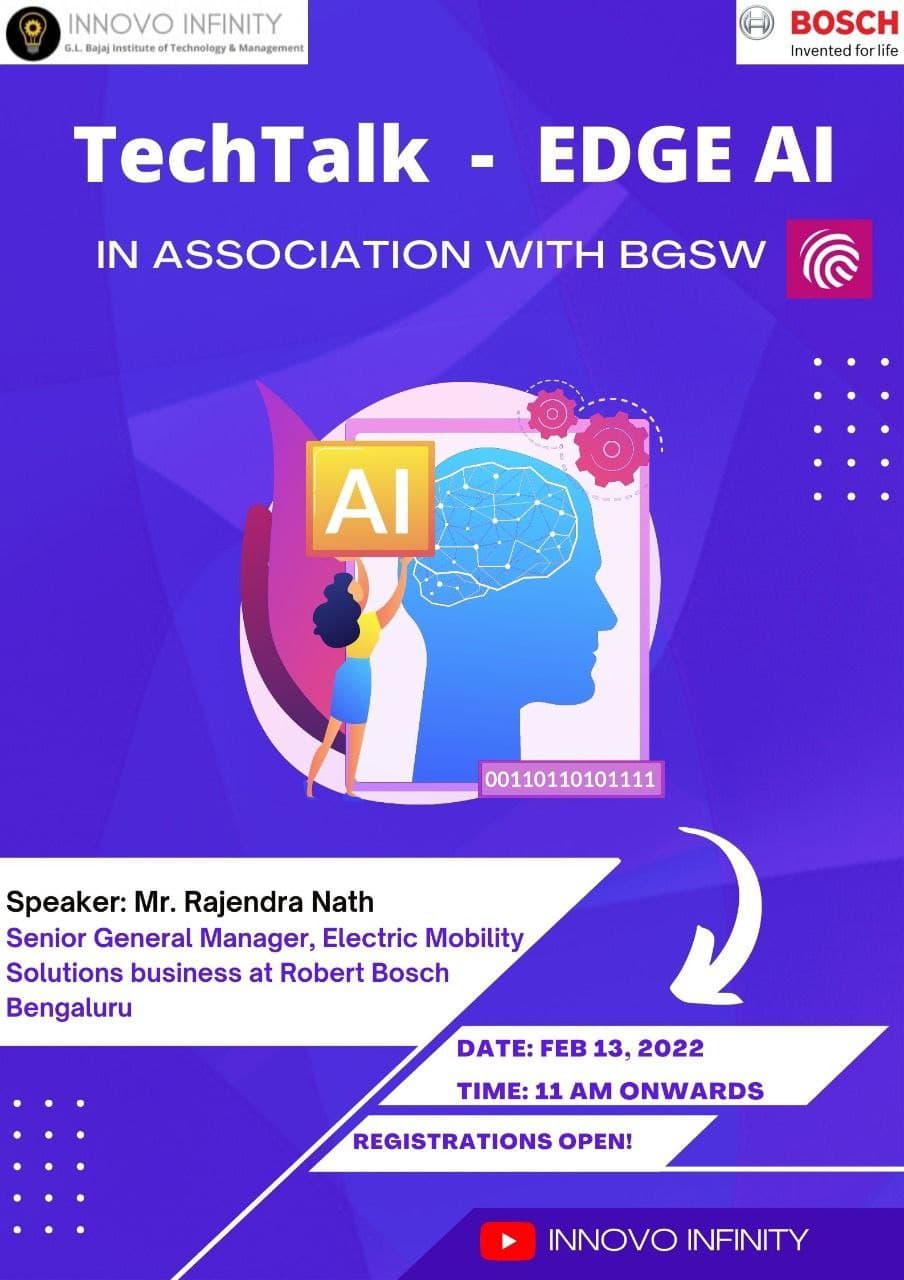 INNOVO INFINITY
G.L. Bajaj Institute of Technology & Management
BOSCH
Invented for life
TechTalk - EDGE AI
IN ASSOCIATION WITH BGSW
AI
00110110101111
Speaker: Mr. Rajendra Nath
Senior General Manager, Electric Mobility
Solutions business at Robert Bosch
Bengaluru
DATE: FEB 13, 2022
TIME: 11 AM ONWARDS
REGISTRATIONS OPEN!
INNOVO INFINITY